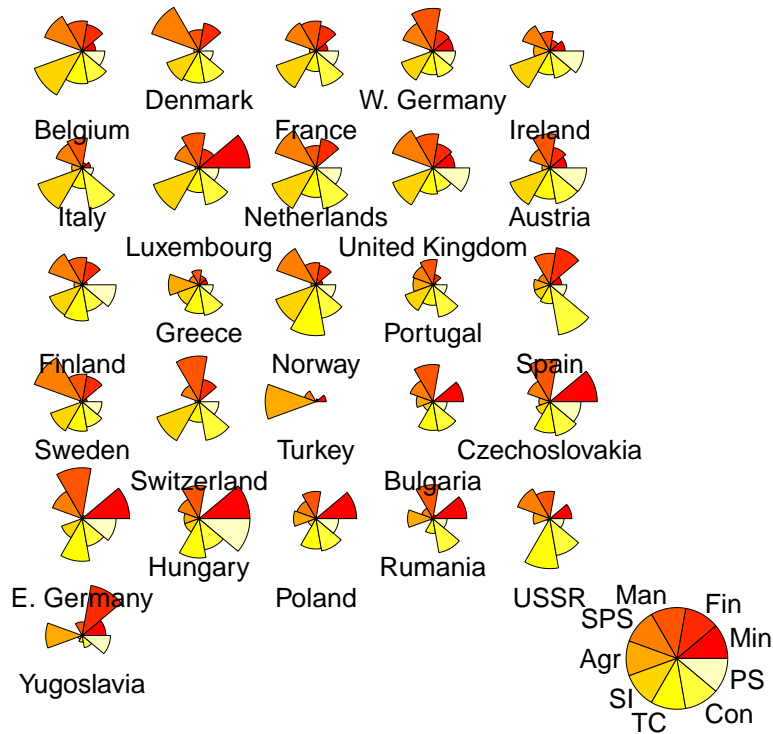 Denmark
W. Germany
Belgium
France
Ireland
Italy
Netherlands
Austria
Luxembourg
United Kingdom
Greece
Portugal
Finland
Norway
Spain
Sweden
Turkey
Czechoslovakia
Switzerland
Bulgaria
Hungary
Rumania
E. Germany
Poland
USSR
Man
Fin
SPS
Min
Agr
PS
SI
Con
TC
Yugoslavia